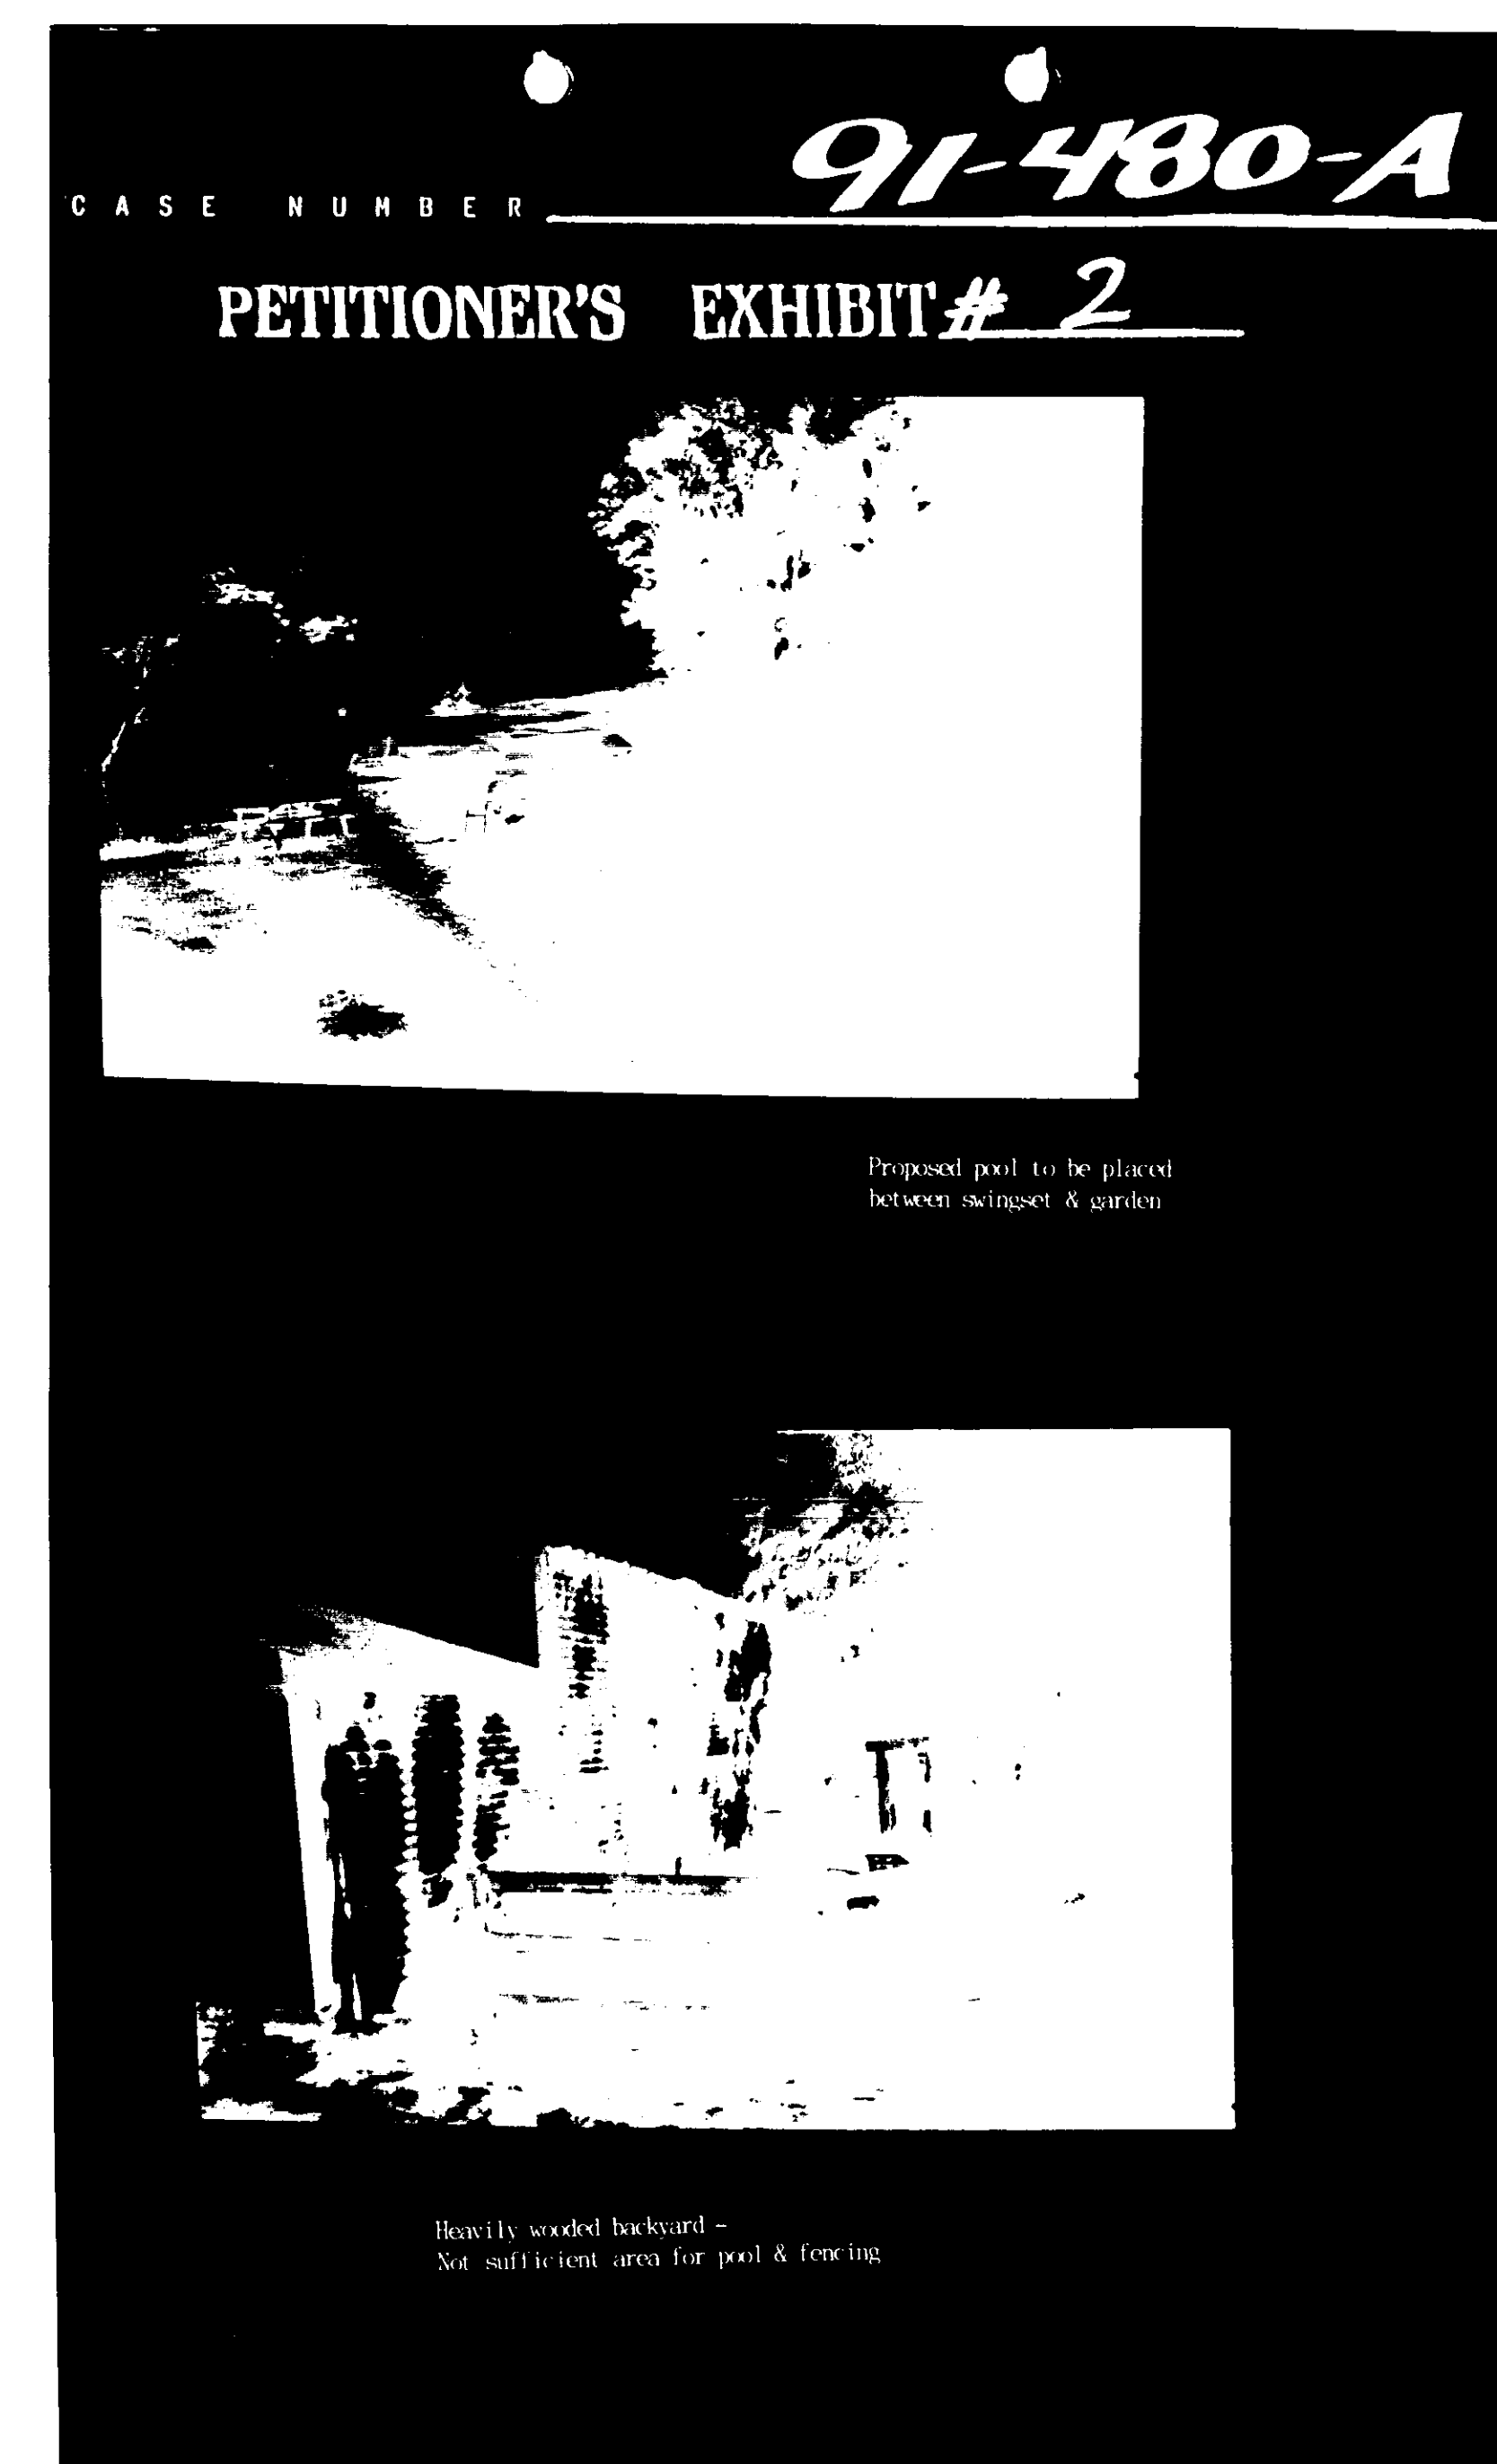 91-480-A
CASE NUMBER
PETITIONER'S EXHIBIT # 2
Proposed pool to be placed
between swingset & garden
Heavily wooded backyard –
Not sufficient area for pool & fencing